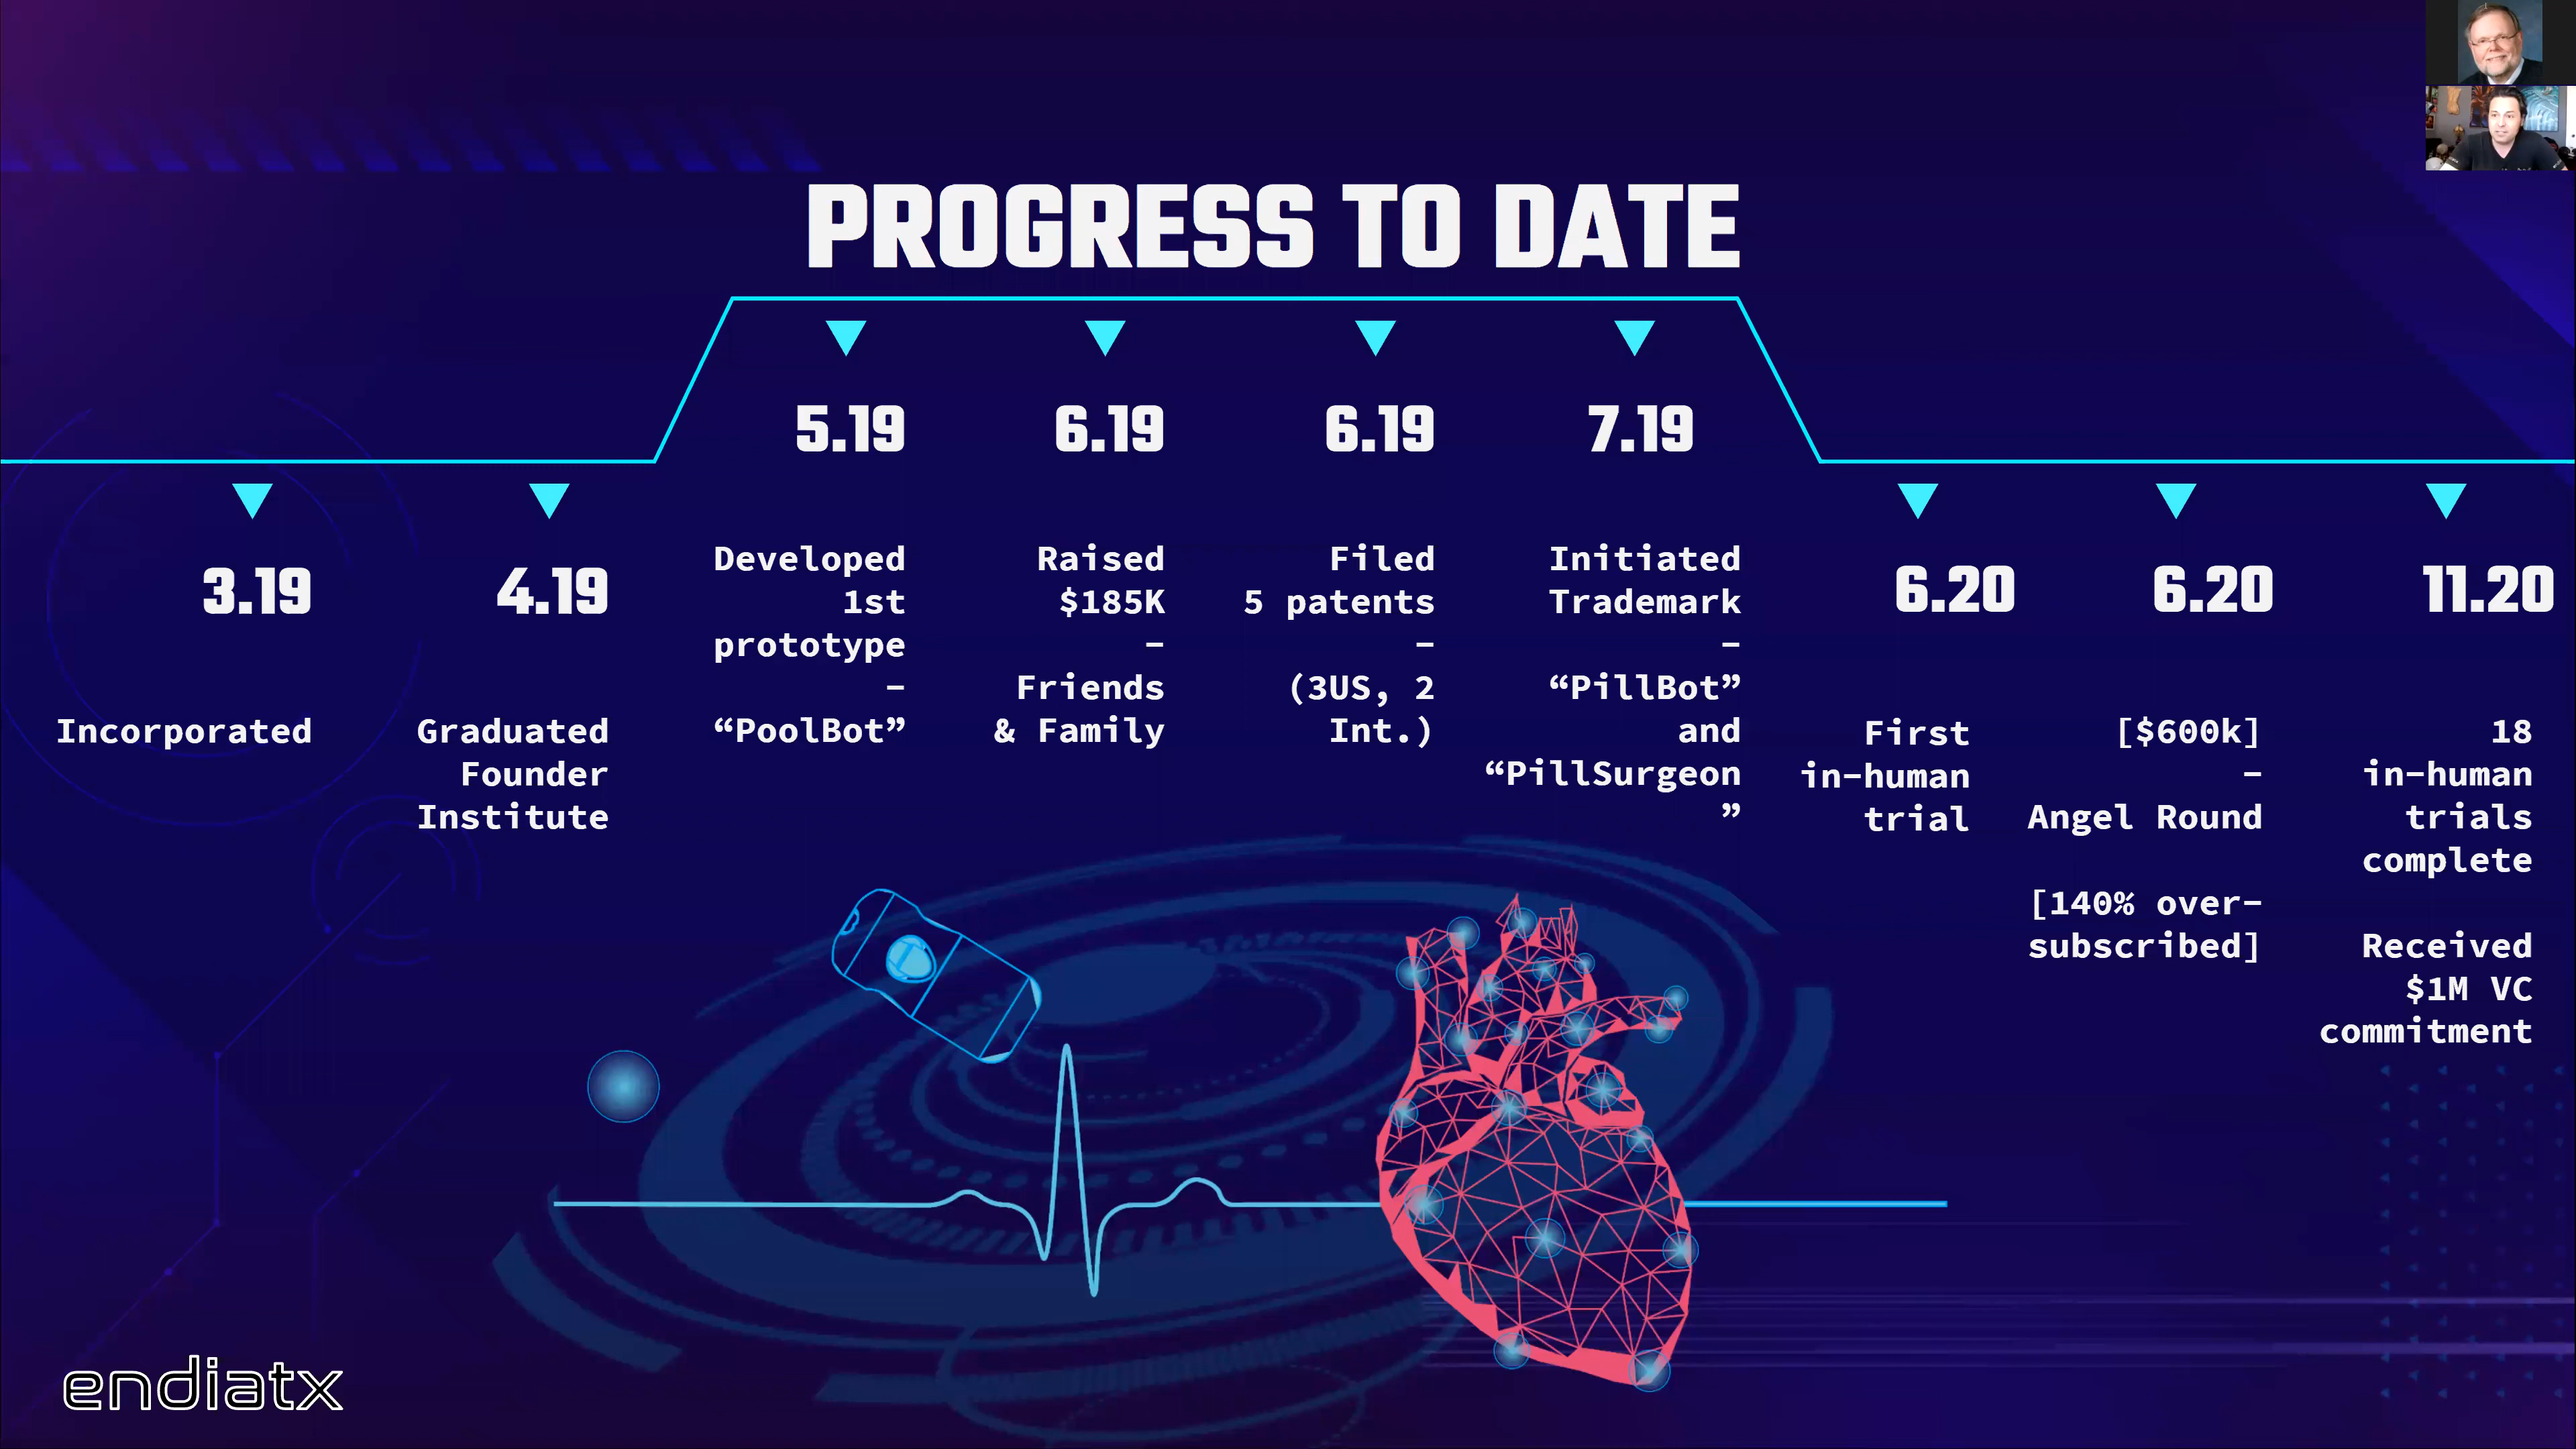 PROGRESS TO DATE
3.19
Incorporated
4.19
Graduated
Founder
Institute
5.19
Developed
1st
prototype
–
“PoolBot”
6.19
Raised
$185K
–
Friends
& Family
6.19
Filed
5 patents
–
(3US, 2
Int.)
7.19
Initiated
Trademark
–
“PillBot”
and
“PillSurgeon
”
6.20
First
in-human
trial
6.20
[$600k]
–
Angel Round
[140% over-
subscribed]
11.20
18
in-human
trials
complete
Received
$1M VC
commitment
endiatx